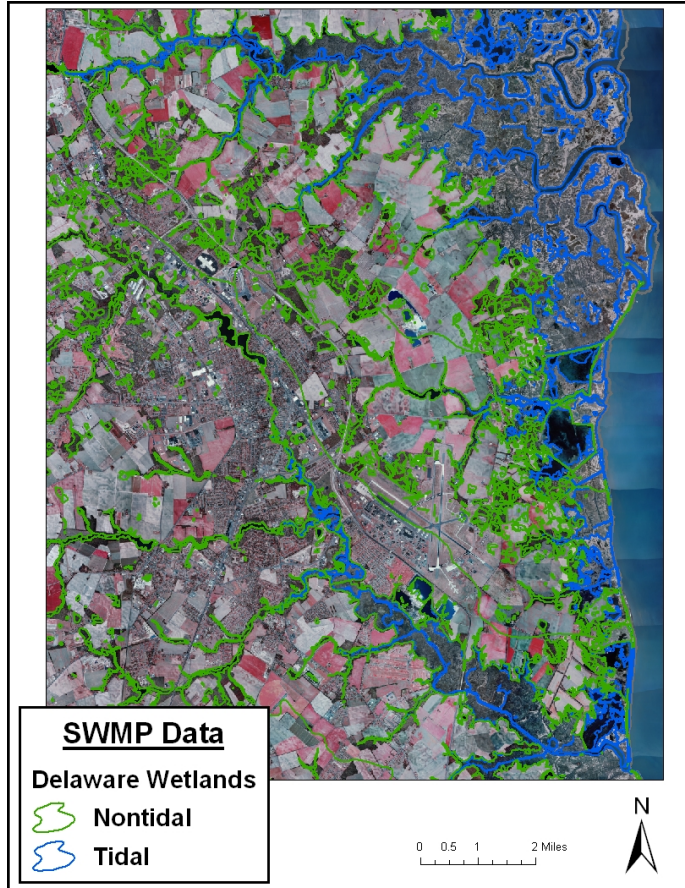 SWMP Data
Delaware Wetlands
Nontidal
Tidal
N
0 0.5 1 2 Miles